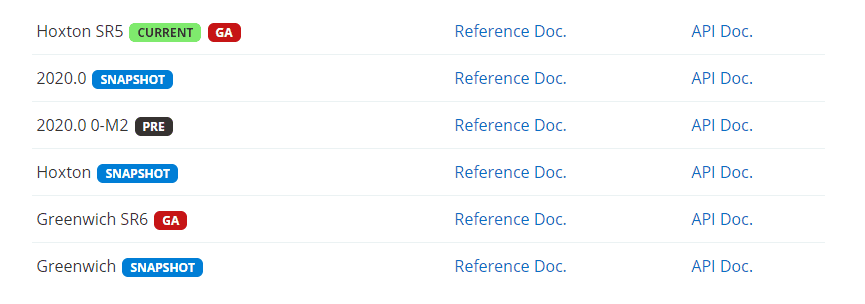 Hoxton SR5 CURRENT GA Reference Doc. API Doc.
2020.0 SNAPSHOT Reference Doc. API Doc.
2020.0 0-M2 PRE Reference Doc. API Doc.
Hoxton SNAPSHOT Reference Doc. API Doc.
Greenwich SR6 GA Reference Doc. API Doc.
Greenwich SNAPSHOT Reference Doc. API Doc.